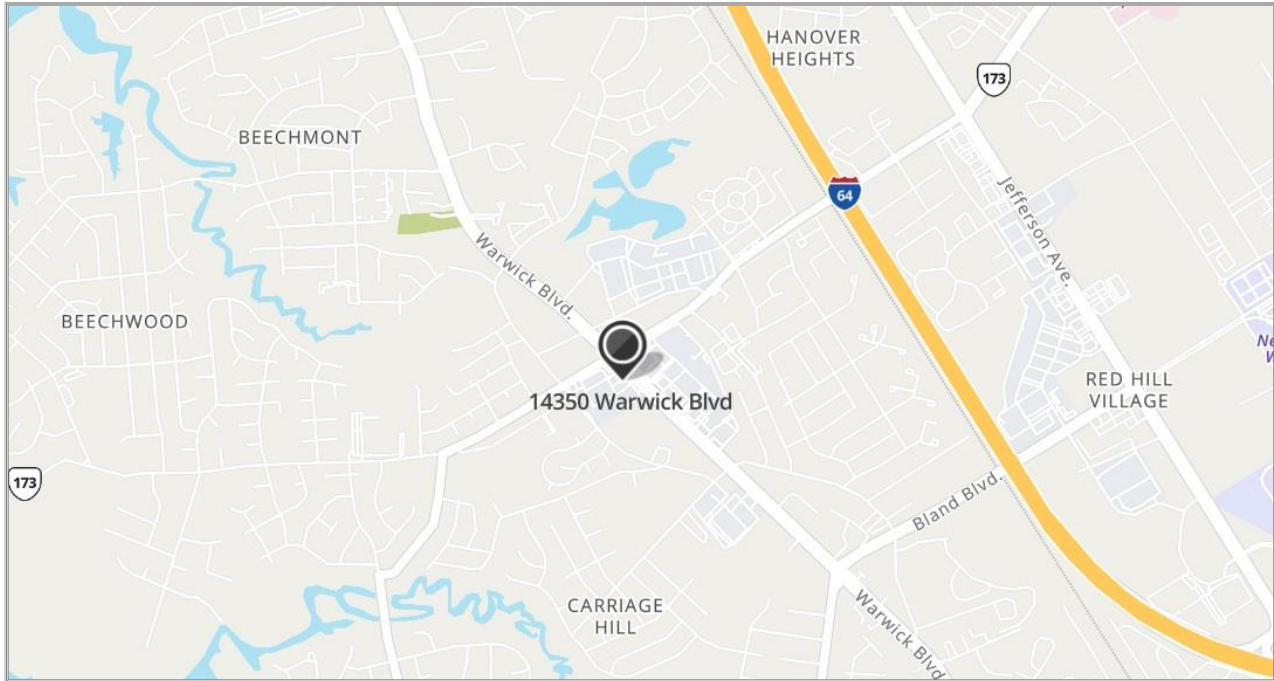 HANOVER
HEIGHTS
173
BEECHMONT
64
Jefferson Ave.
Warwick Blvd.
BEECHWOOD
Ne
W
RED HILL
VILLAGE
14350 Warwick Blvd
173
Bland Blvd.
CARRIAGE
HILL
Warwick Blvd